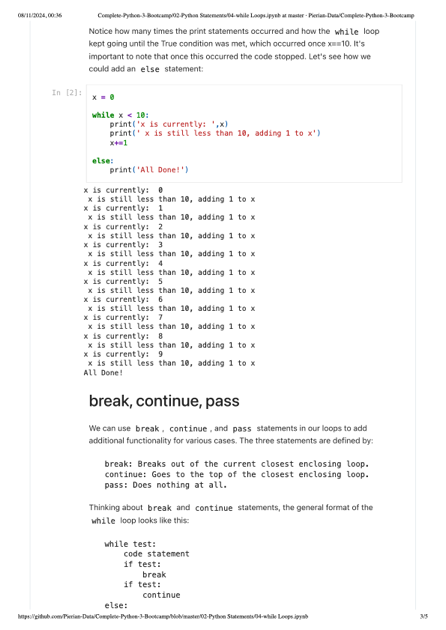 08/11/2024, 00:36 Complete-Python-3-Bootcamp/02-Python Statements/04-while Loops.ipynb at master · Pierian-Data/Complete-Python-3-Bootcamp
Notice how many times the print statements occurred and how the while loop
kept going until the True condition was met, which occurred once x==10. It's
important to note that once this occurred the code stopped. Let's see how we
could add an else statement:
In [2]:
x = 0
while x < 10:
    print('x is currently: ',x)
    print(' x is still less than 10, adding 1 to x')
    x+=1
else:
    print('All Done!')
x is currently:  0
 x is still less than 10, adding 1 to x
x is currently:  1
 x is still less than 10, adding 1 to x
x is currently:  2
 x is still less than 10, adding 1 to x
x is currently:  3
 x is still less than 10, adding 1 to x
x is currently:  4
 x is still less than 10, adding 1 to x
x is currently:  5
 x is still less than 10, adding 1 to x
x is currently:  6
 x is still less than 10, adding 1 to x
x is currently:  7
 x is still less than 10, adding 1 to x
x is currently:  8
 x is still less than 10, adding 1 to x
x is currently:  9
 x is still less than 10, adding 1 to x
All Done!
break, continue, pass
We can use break , continue , and pass statements in our loops to add
additional functionality for various cases. The three statements are defined by:
break: Breaks out of the current closest enclosing loop.
continue: Goes to the top of the closest enclosing loop.
pass: Does nothing at all.
Thinking about break and continue statements, the general format of the
while loop looks like this:
while test:
    code statement
    if test:
        break
    if test:
        continue
else:
https://github.com/Pierian-Data/Complete-Python-3-Bootcamp/blob/master/02-Python Statements/04-while Loops.ipynb 3/5